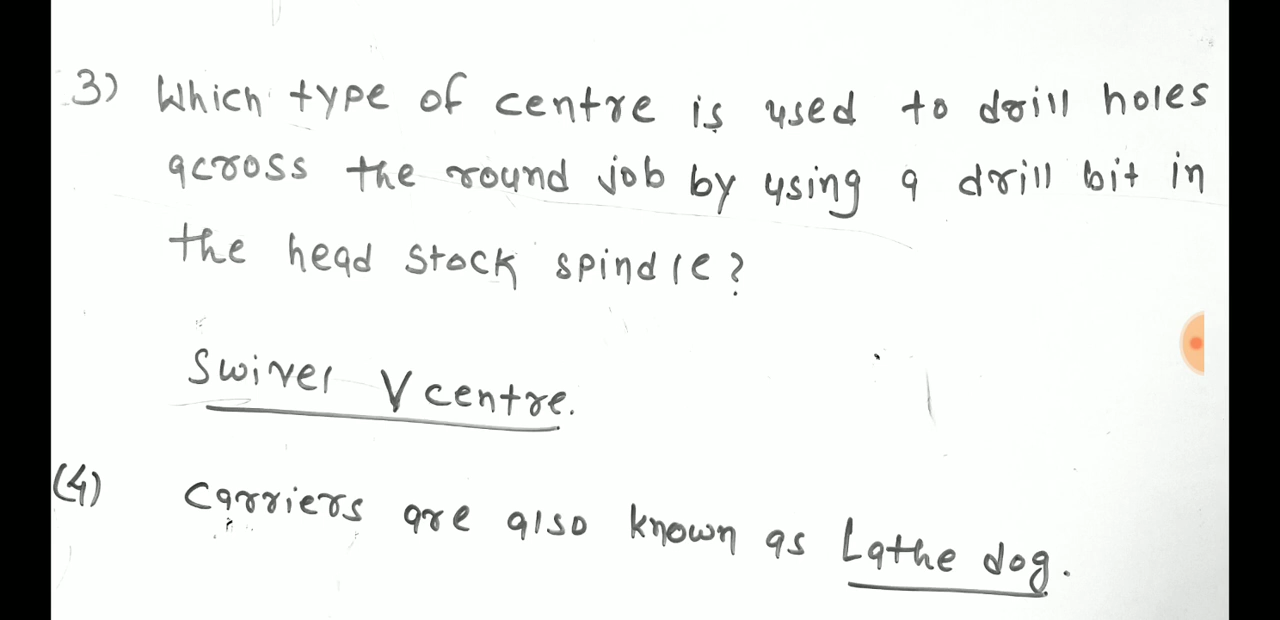 3) Which type of centre is used to drill holes
across the round job by using a drill bit in
the head stock spindle?
Swivel V centre.
(4) Carriers are also known as Lathe dog.